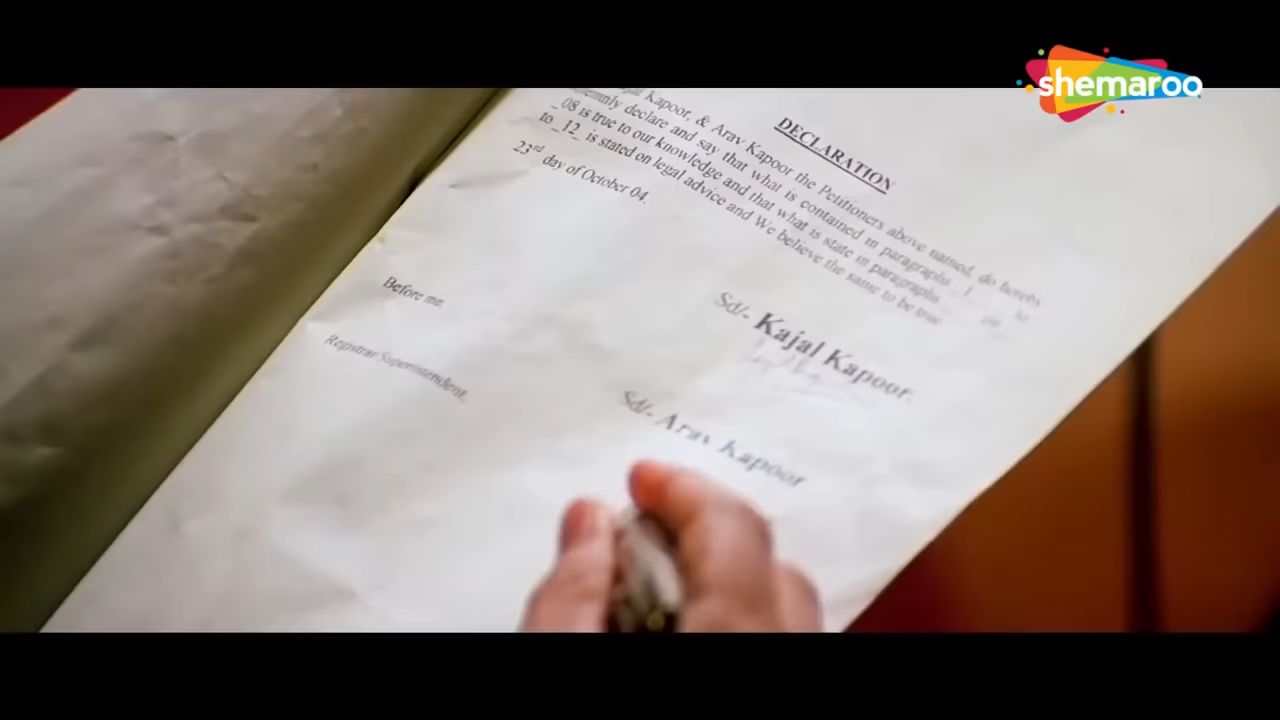 shemaroo
DECLARATION
Kapoor, & Arav Kapoor the Petitioners above named, do hereby
declare and say that what is contained in paragraphs 1 to
_08 is true to our knowledge and that what is state in paragraphs
to _12_ is stated on legal advice and We believe the same to be true
23rd day of October 04.
Sd/- Kajal Kapoor.
Before me.
Sd/- Arav Kapoor
Registrar/Superintendent.